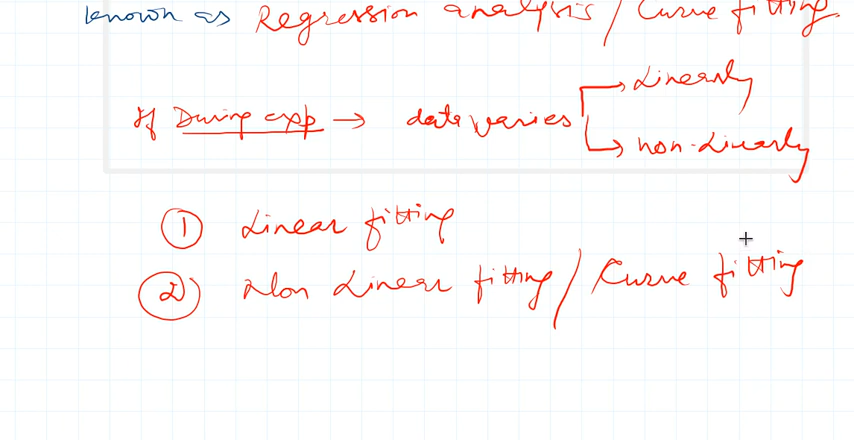 known as Regression analysis / Curve fitting.
If During exp → data varies → Linearly
→ non-Linearly
① Linear fitting
② Non Linear fitting / Curve fitting